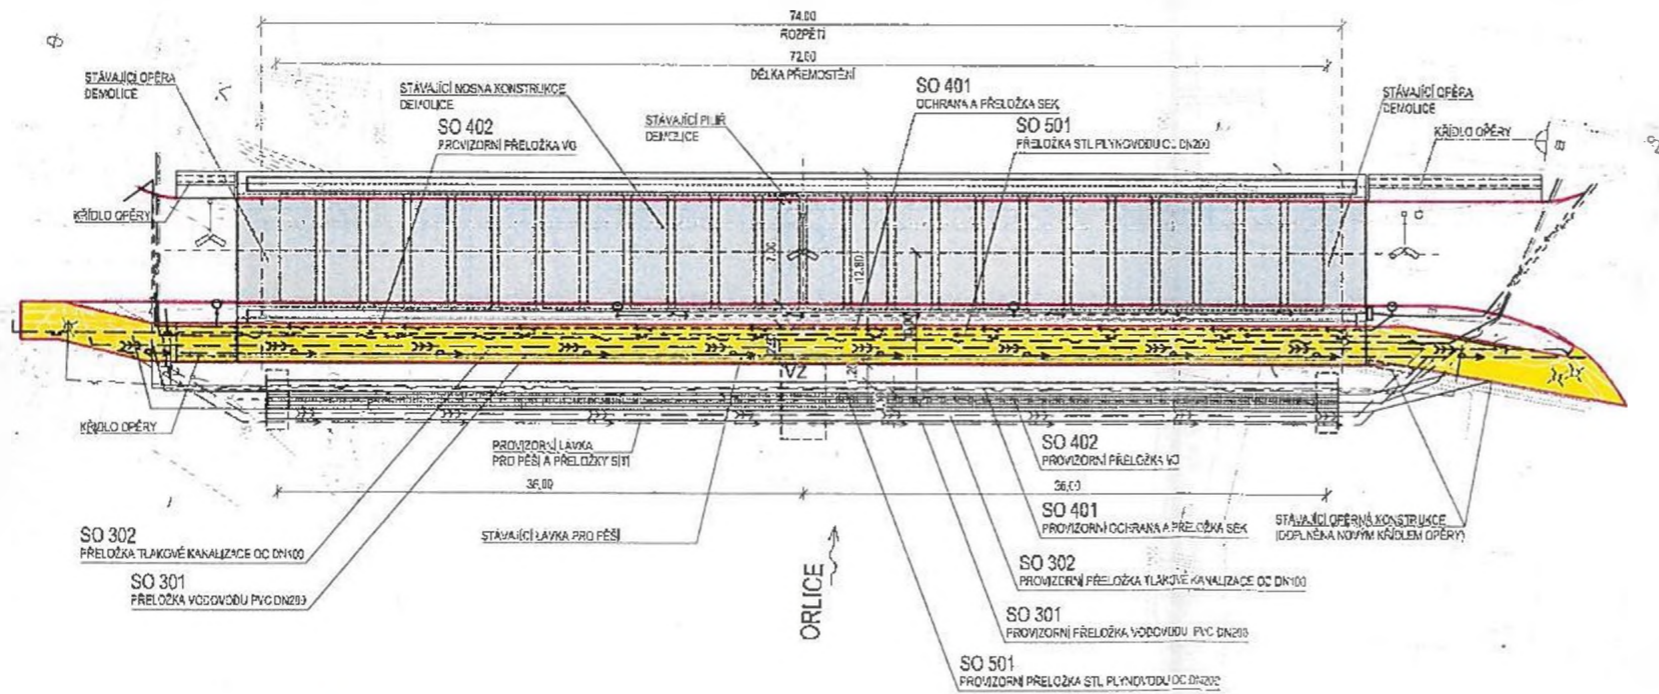 74,00
ROZPĚTÍ
72,00
DÉLKA PŘEMOSTĚNÍ
STÁVAJÍCÍ OPĚRA
DEMOLICE
STÁVAJÍCÍ NOSNÁ KONSTRUKCE
DEMOLICE
SO 402
PROVIZORNÍ PŘELOŽKA VO
STÁVAJÍCÍ PILÍŘ
DEMOLICE
SO 401
OCHRANA A PŘELOŽKA SEK
SO 501
PŘELOŽKA STL PLYNOVODU OC DN200
STÁVAJÍCÍ OPĚRA
DEMOLICE
KŘÍDLO OPĚRY
KŘÍDLO OPĚRY
7,00
12,80
V2
1,20
KŘÍDLO OPĚRY
PROVIZORNÍ LÁVKA
PRO PĚŠÍ A PŘELOŽKY SÍTÍ
SO 402
PROVIZORNÍ PŘELOŽKA VO
36,00
36,00
SO 401
PROVIZORNÍ OCHRANA A PŘELOŽKA SEK
STÁVAJÍCÍ OPĚRNÁ KONSTRUKCE
(DOPLNĚNA NOVÝM KŘÍDLEM OPĚRY)
SO 302
PŘELOŽKA TLAKOVÉ KANALIZACE OC DN100
STÁVAJÍCÍ LÁVKA PRO PĚŠÍ
SO 302
PROVIZORNÍ PŘELOŽKA TLAKOVÉ KANALIZACE OC DN100
SO 301
PŘELOŽKA VODOVODU PVC DN200
ORLICE
SO 301
PROVIZORNÍ PŘELOŽKA VODOVODU PVC DN200
SO 501
PROVIZORNÍ PŘELOŽKA STL PLYNOVODU OC DN200